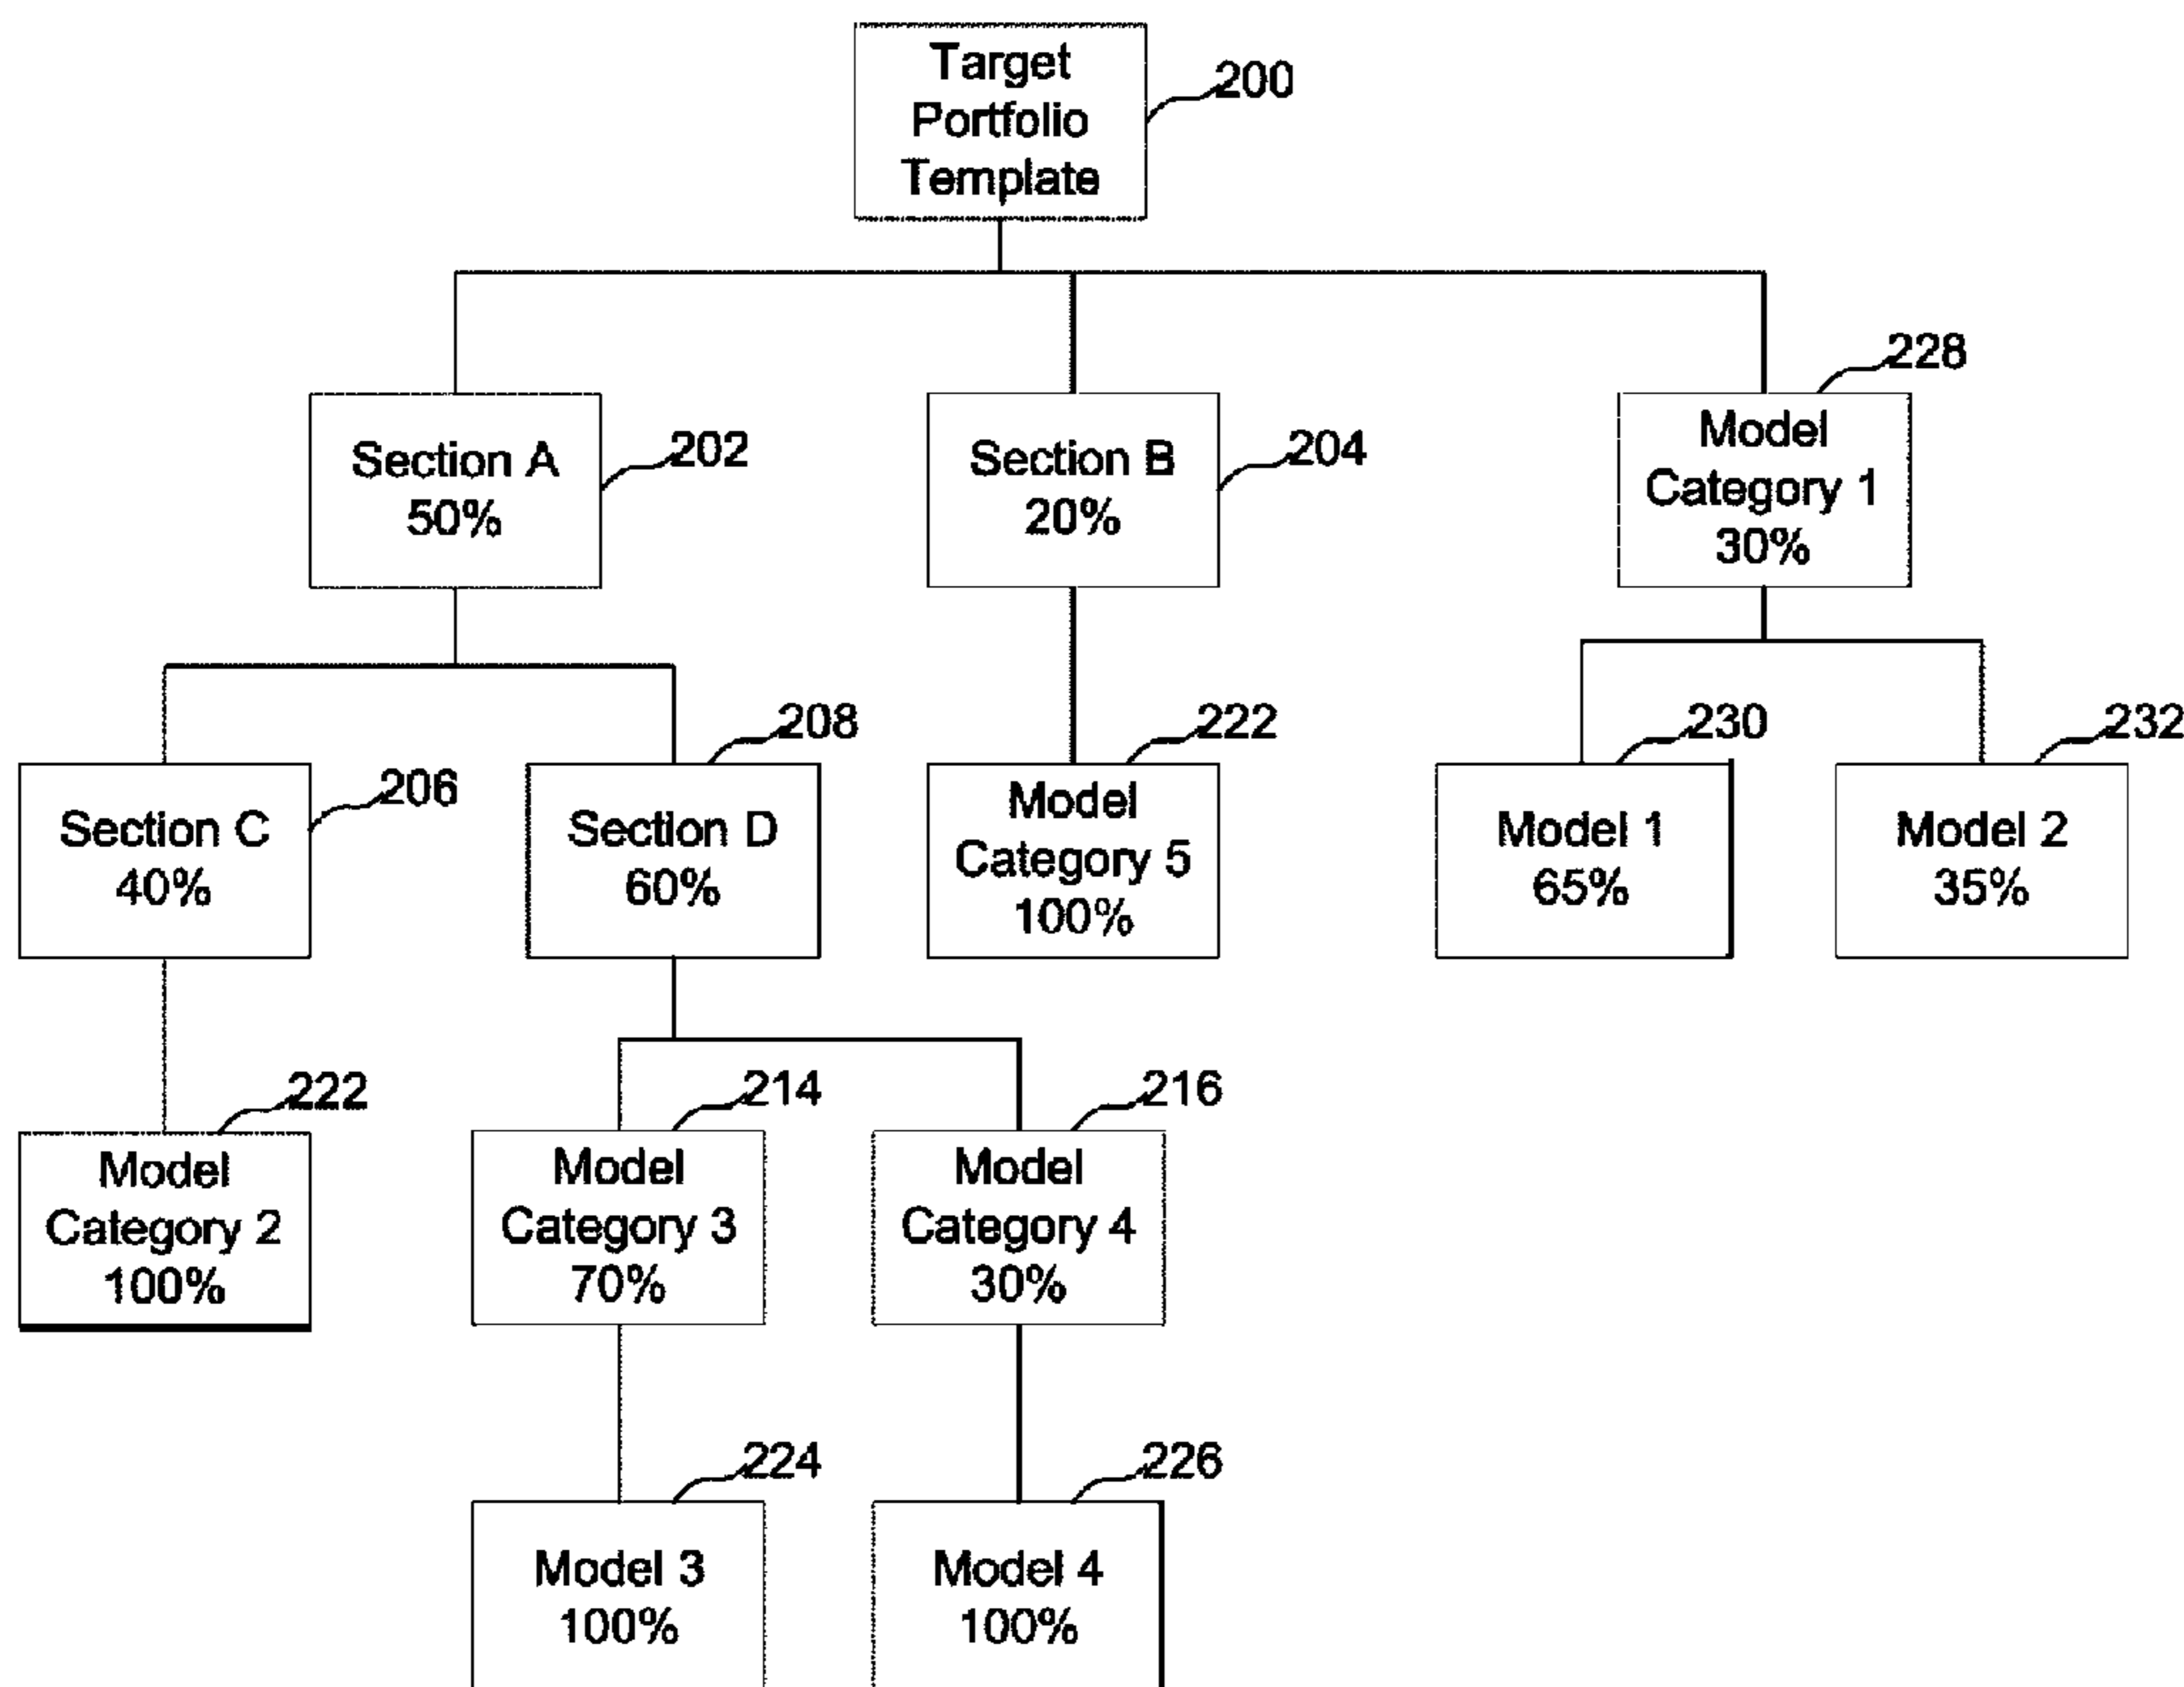 Target
Portfolio
Template
200
228
Section A
50%
202
Section B
20%
204
Model
Category 1
30%
208
222
230
232
Section C
40%
206
Section D
60%
Model
Category 5
100%
Model 1
65%
Model 2
35%
222
214
216
Model
Category 2
100%
Model
Category 3
70%
Model
Category 4
30%
224
226
Model 3
100%
Model 4
100%